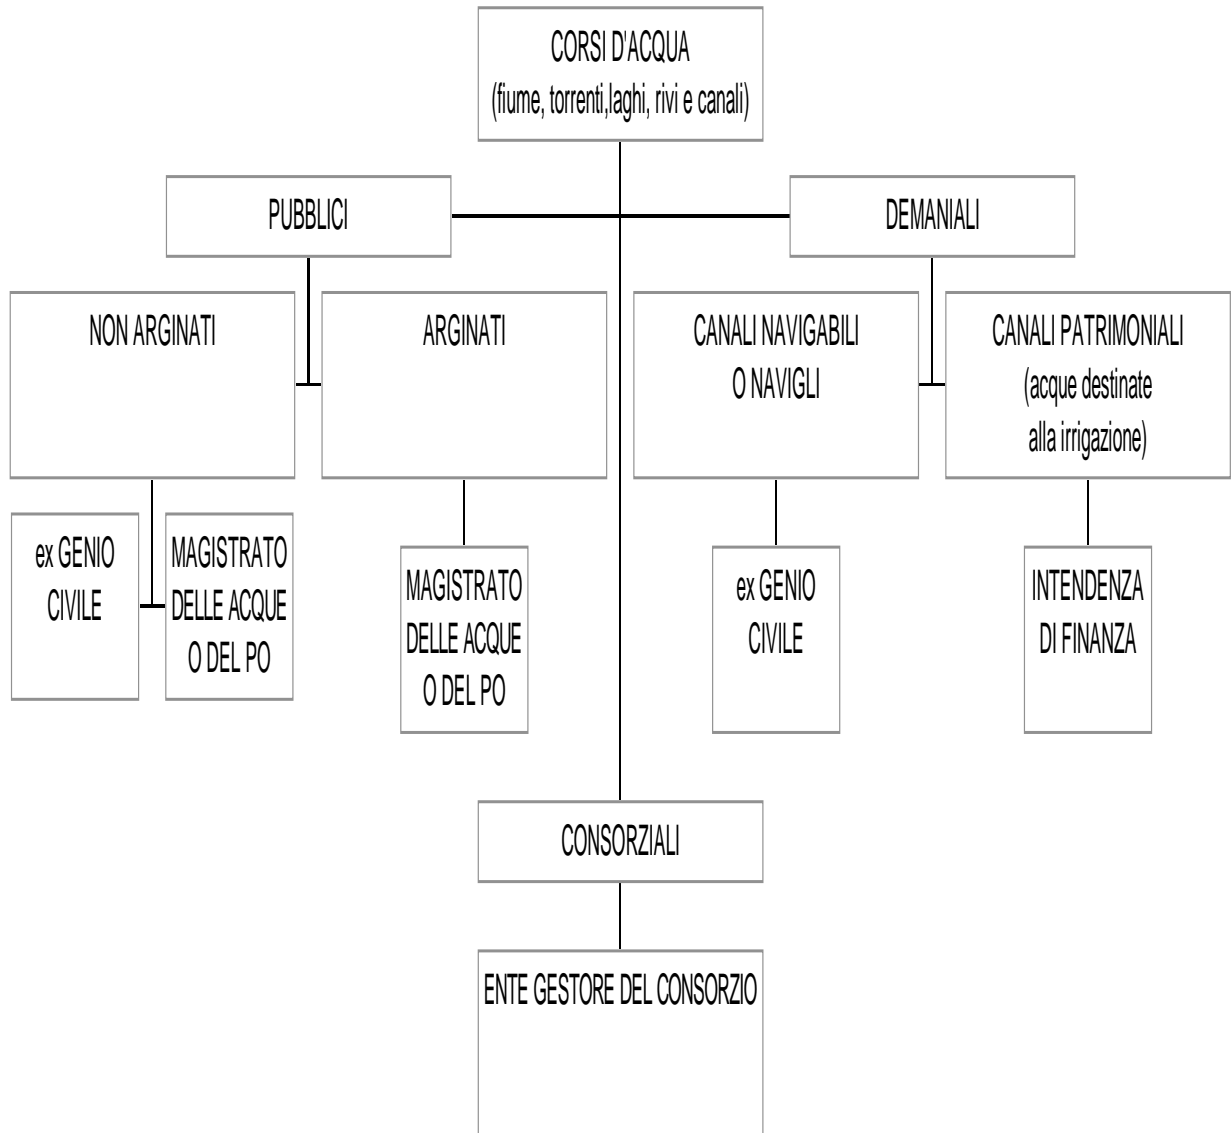 CORSI D'ACQUA
(fiume, torrenti,laghi, rivi e canali)
PUBBLICI
DEMANIALI
NON ARGINATI
ARGINATI
CANALI NAVIGABILI
O NAVIGLI
CANALI PATRIMONIALI
(acque destinate
alla irrigazione)
ex GENIO
CIVILE
MAGISTRATO
DELLE ACQUE
O DEL PO
MAGISTRATO
DELLE ACQUE
O DEL PO
ex GENIO
CIVILE
INTENDENZA
DI FINANZA
CONSORZIALI
ENTE GESTORE DEL CONSORZIO